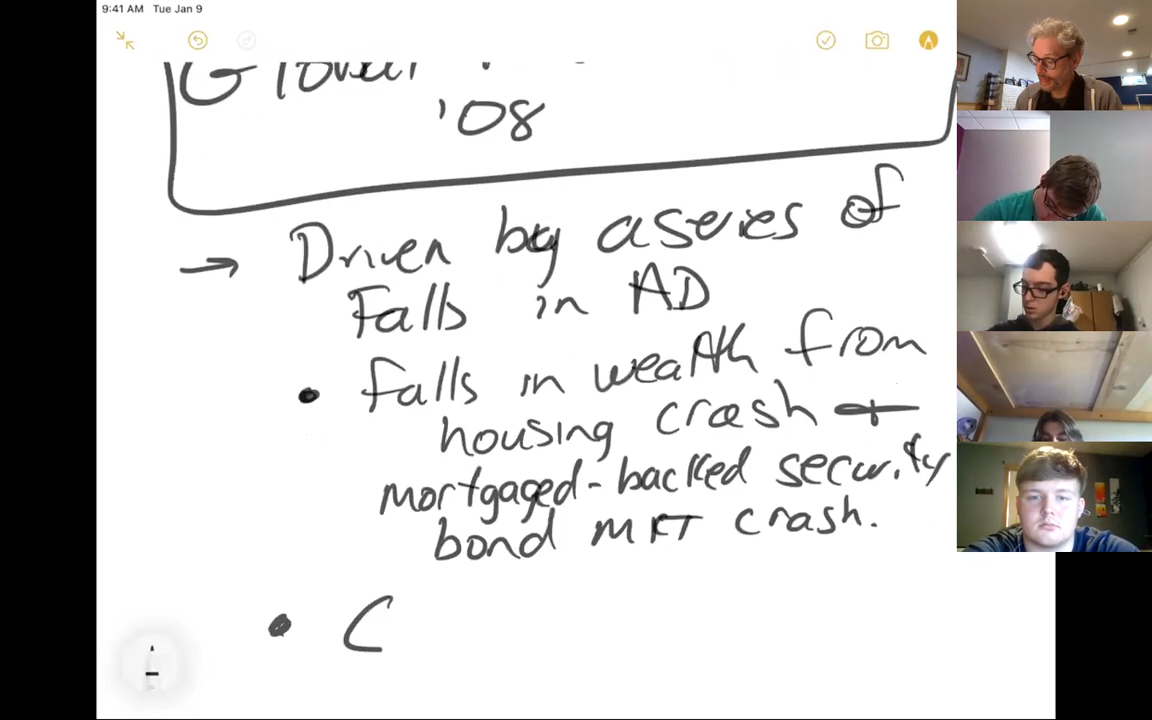 9:41 AM Tue Jan 9
'08
→ Driven by a series of
Falls in AD
• falls in wealth from
housing crash +
mortgaged-backed security
bond MKT crash.
• C